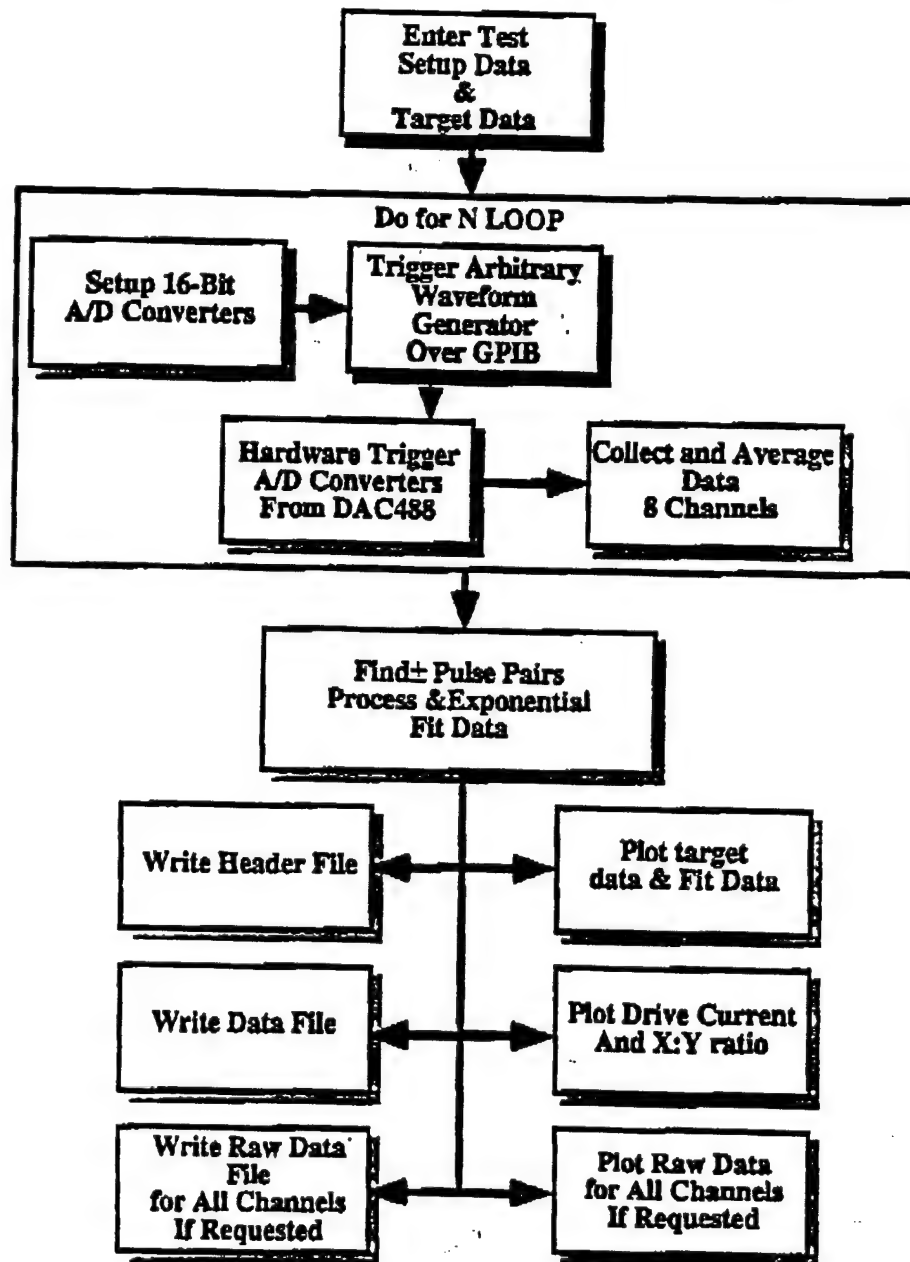 Enter Test
Setup Data
&
Target Data
Do for N LOOP
Setup 16-Bit
A/D Converters
Trigger Arbitrary
Waveform
Generator
Over GPIB
Hardware Trigger
A/D Converters
From DAC488
Collect and Average
Data
8 Channels
Find± Pulse Pairs
Process &Exponential
Fit Data
Write Header File
Plot target
data & Fit Data
Write Data File
Plot Drive Current
And X:Y ratio
Write Raw Data
File
for All Channels
If Requested
Plot Raw Data
for All Channels
If Requested